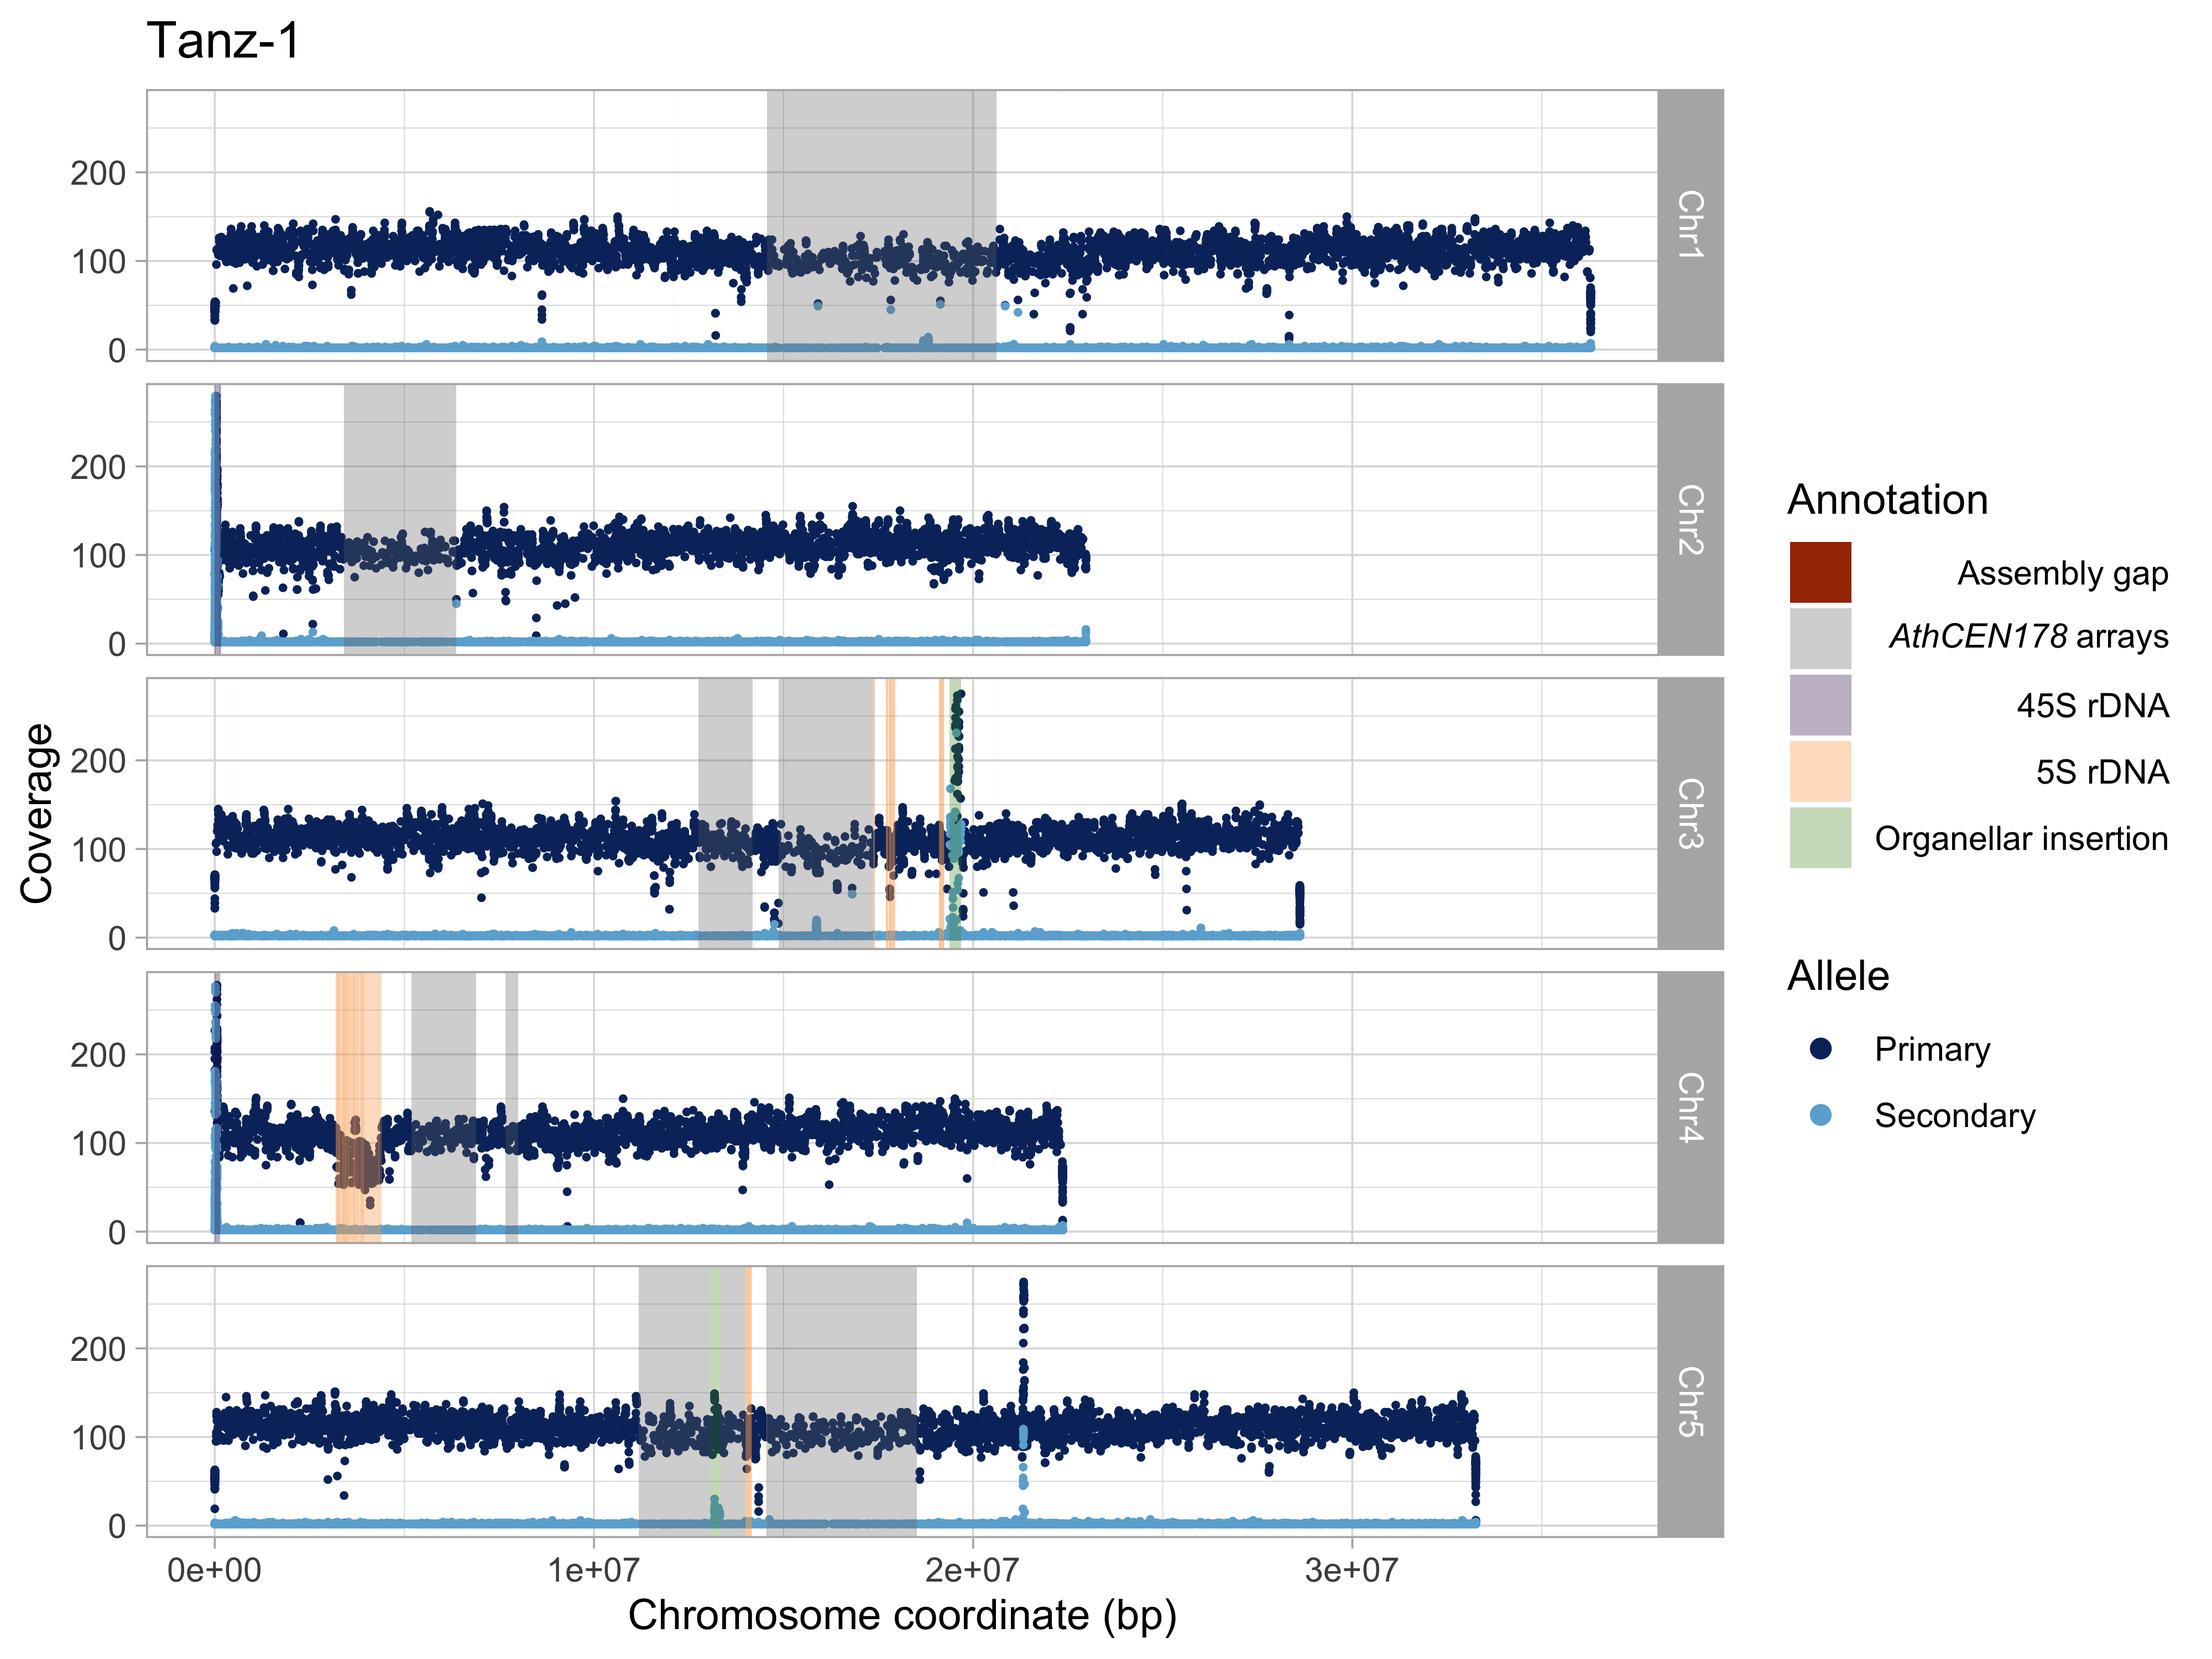 Tanz-1
Coverage
200
100
0
Chr1
200
100
0
Chr2
200
100
0
Chr3
200
100
0
Chr4
200
100
0
Chr5
0e+00 1e+07 2e+07 3e+07
Chromosome coordinate (bp)
Annotation
Assembly gap
AthCEN178 arrays
45S rDNA
5S rDNA
Organellar insertion
Allele
Primary
Secondary